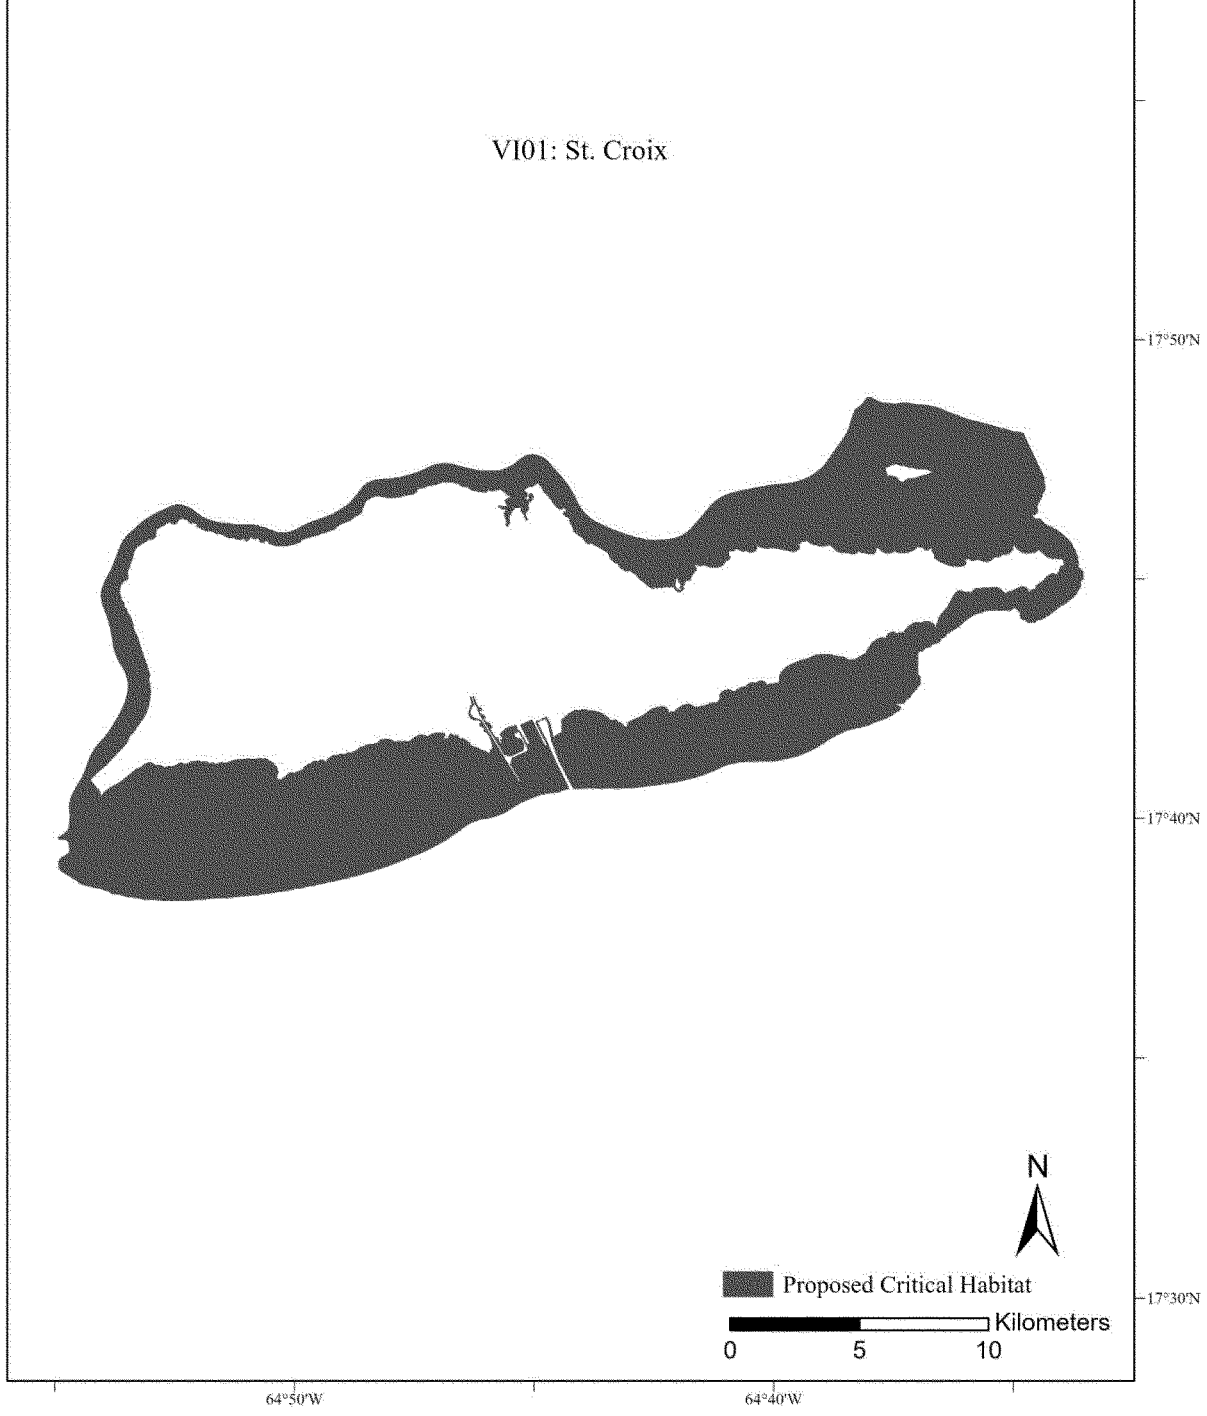 VI01: St. Croix
17°50'N
17°40'N
N
Proposed Critical Habitat
17°30'N
Kilometers
0 5 10
64°50'W 64°40'W